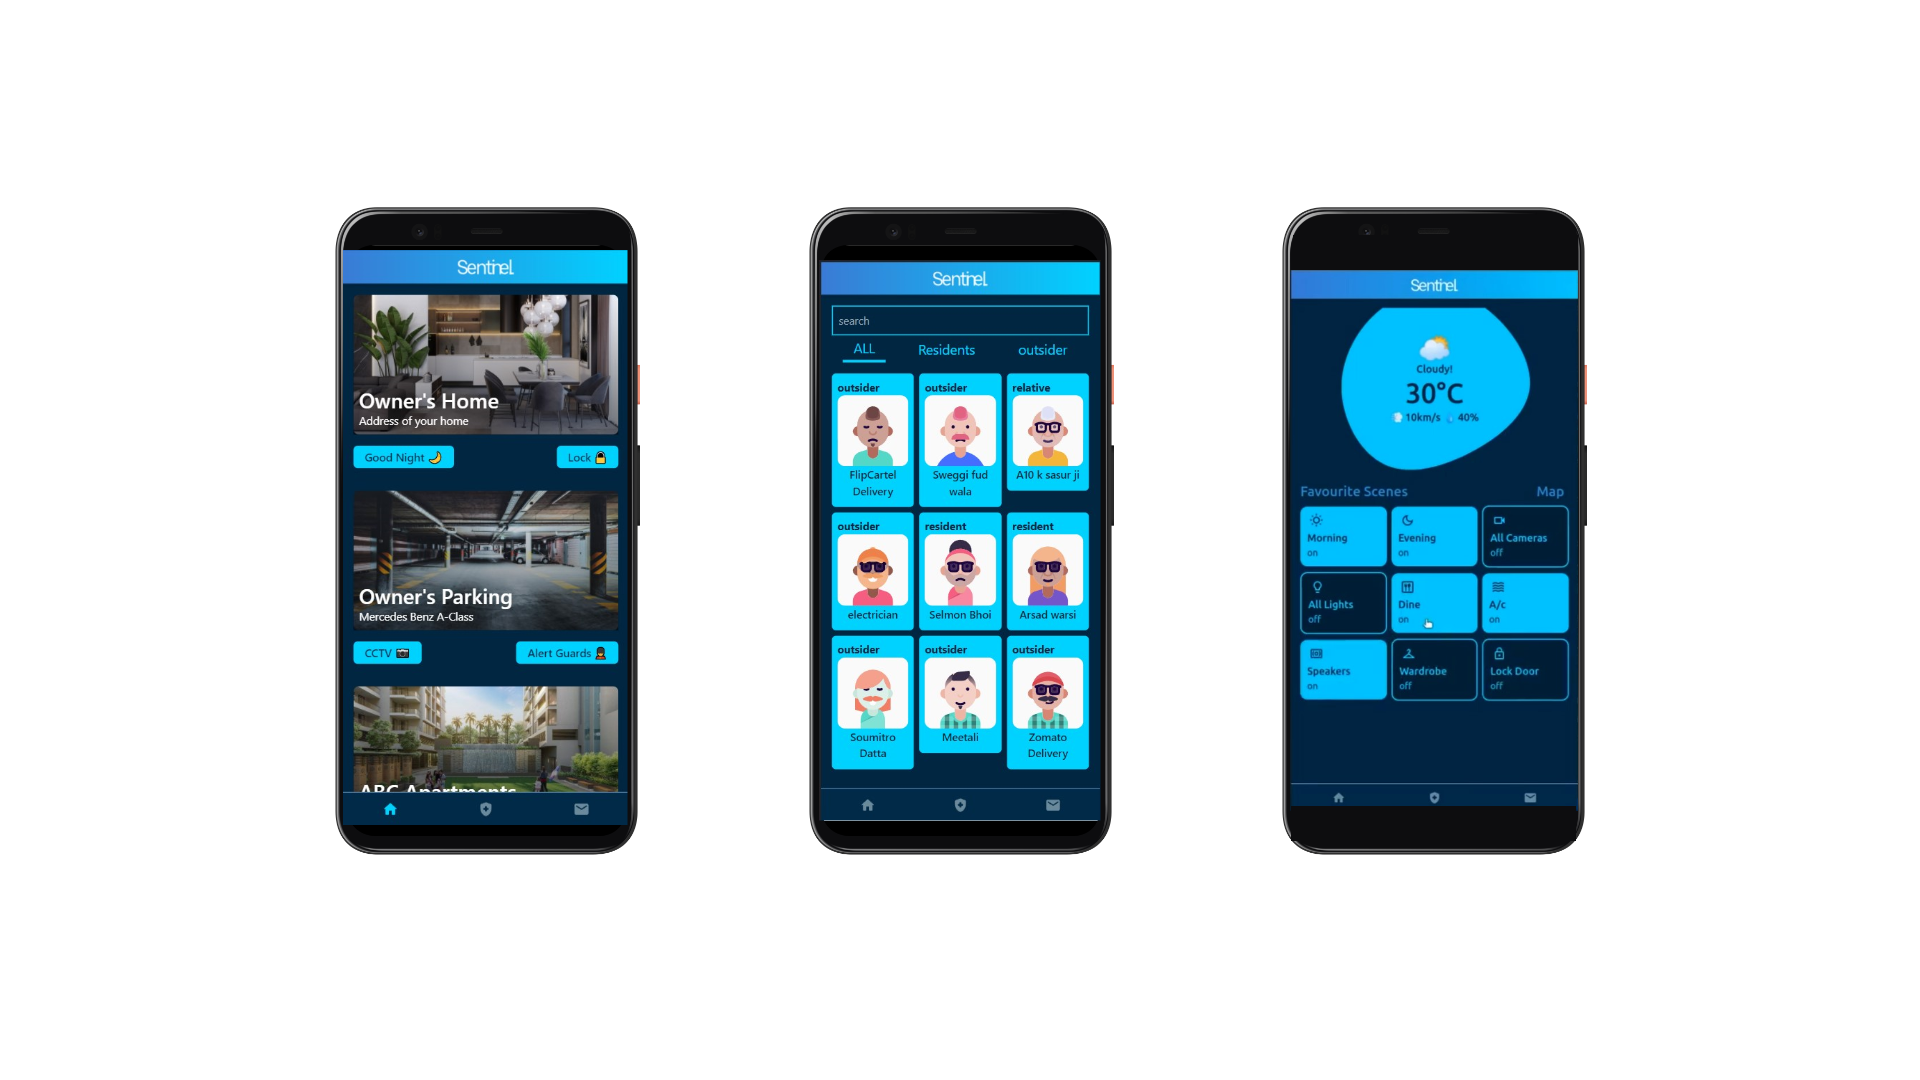 Sentinel
Owner's Home
Address of your home
Good Night 🌙
Lock 🔒
Owner's Parking
Mercedes Benz A-Class
CCTV 📷
Alert Guards 💂
ABC Apartments
Sentinel
search
ALL Residents outsider
outsider
FlipCartel
Delivery
outsider
Sweggi fud
wala
relative
A10 k sasur ji
outsider
electrician
resident
Selmon Bhoi
resident
Arsad warsi
outsider
Soumitro
Datta
outsider
Meetali
outsider
Zomato
Delivery
Sentinel
Cloudy!
30°C
10km/s 40%
Favourite Scenes Map
Morning
on
Evening
on
All Cameras
off
All Lights
off
Dine
on
A/c
on
Speakers
on
Wardrobe
off
Lock Door
off